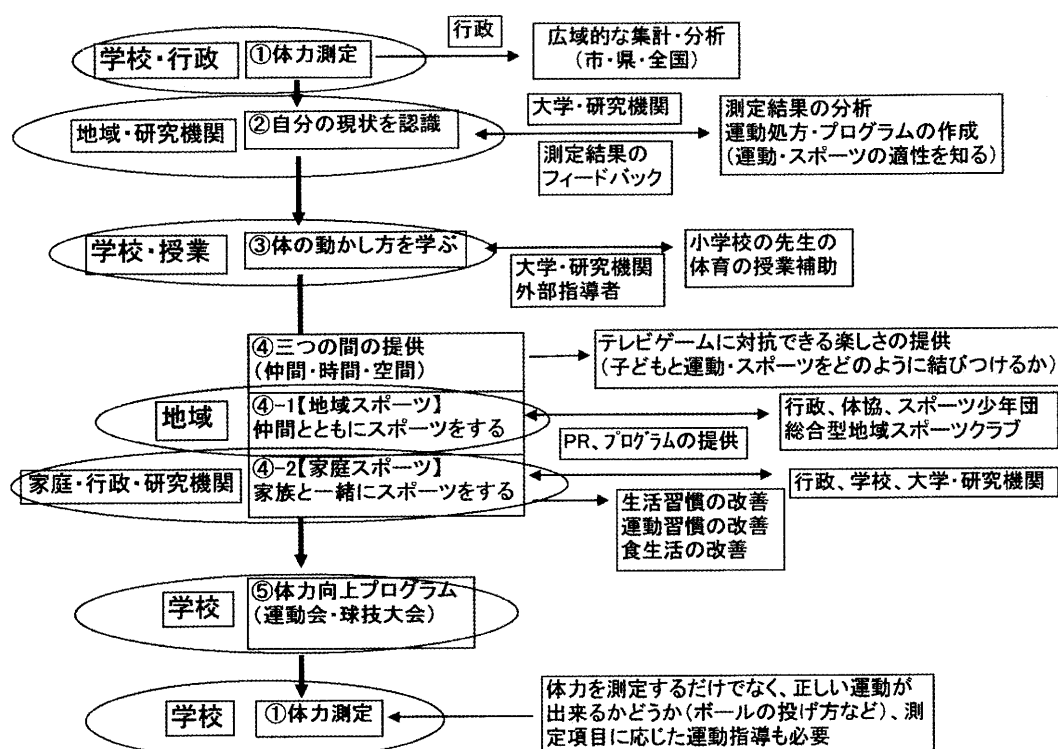 行政
学校・行政
①体力測定
広域的な集計・分析
(市・県・全国)
地域・研究機関
②自分の現状を認識
大学・研究機関
測定結果の
フィードバック
測定結果の分析
運動処方・プログラムの作成
(運動・スポーツの適性を知る)
学校・授業
③体の動かし方を学ぶ
大学・研究機関
外部指導者
小学校の先生の
体育の授業補助
④三つの間の提供
(仲間・時間・空間)
テレビゲームに対抗できる楽しさの提供
(子どもと運動・スポーツをどのように結びつけるか)
地域
④-1【地域スポーツ】
仲間とともにスポーツをする
行政、体協、スポーツ少年団
総合型地域スポーツクラブ
PR、プログラムの提供
家庭・行政・研究機関
④-2【家庭スポーツ】
家族と一緒にスポーツをする
行政、学校、大学・研究機関
生活習慣の改善
運動習慣の改善
食生活の改善
学校
⑤体力向上プログラム
(運動会・球技大会)
学校
①体力測定
体力を測定するだけでなく、正しい運動が
出来るかどうか(ボールの投げ方など)、測
定項目に応じた運動指導も必要